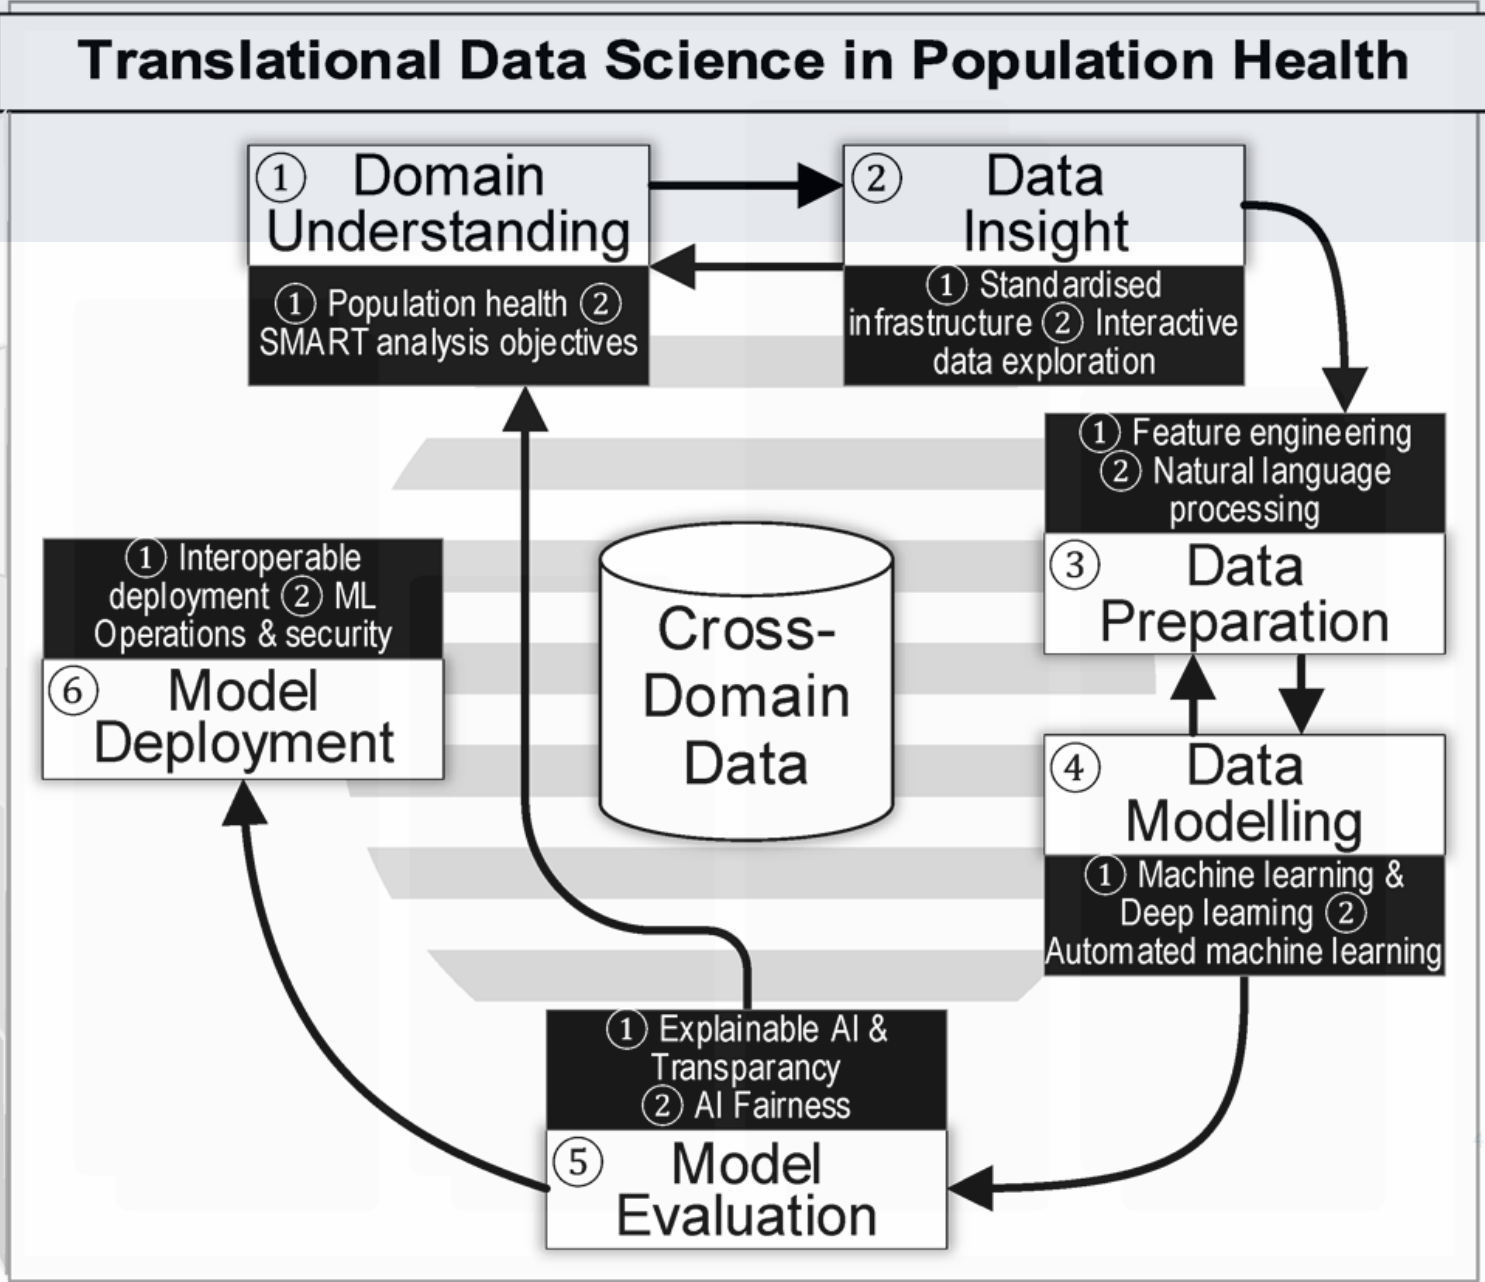 Translational Data Science in Population Health
① Domain
Understanding
① Population health ②
SMART analysis objectives
② Data
Insight
① Standardised
infrastructure ② Interactive
data exploration
① Feature engineering
② Natural language
processing
③ Data
Preparation
④ Data
Modelling
① Machine learning &
Deep learning ②
Automated machine learning
① Explainable AI &
Transparancy
② AI Fairness
⑤ Model
Evaluation
① Interoperable
deployment ② ML
Operations & security
⑥ Model
Deployment
Cross-
Domain
Data